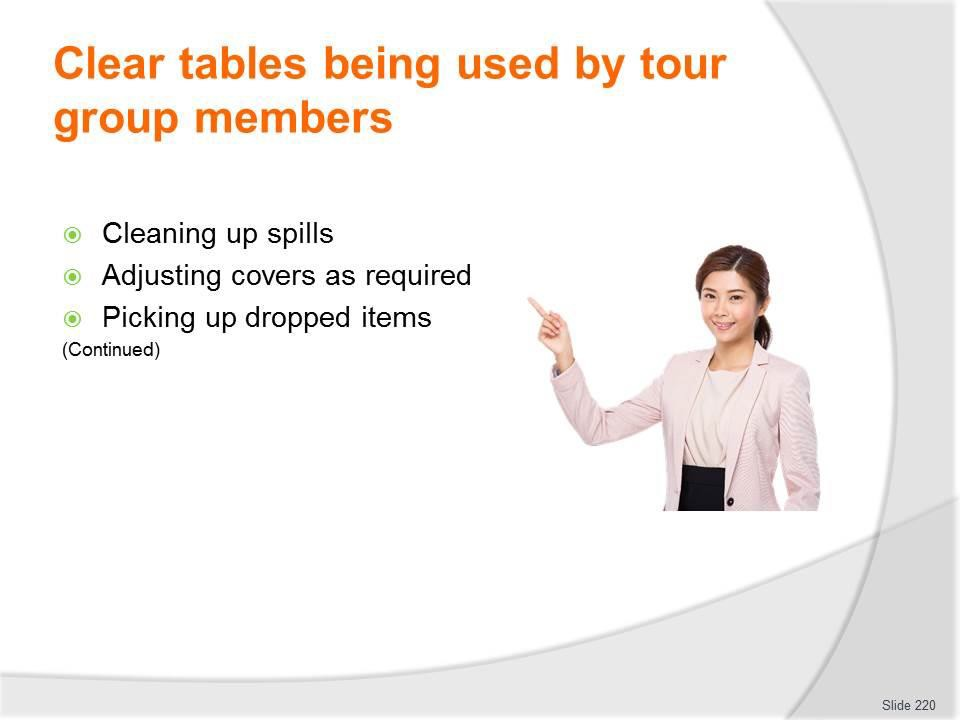 Clear tables being used by tour
group members
Cleaning up spills
Adjusting covers as required
Picking up dropped items
(Continued)
Slide 220